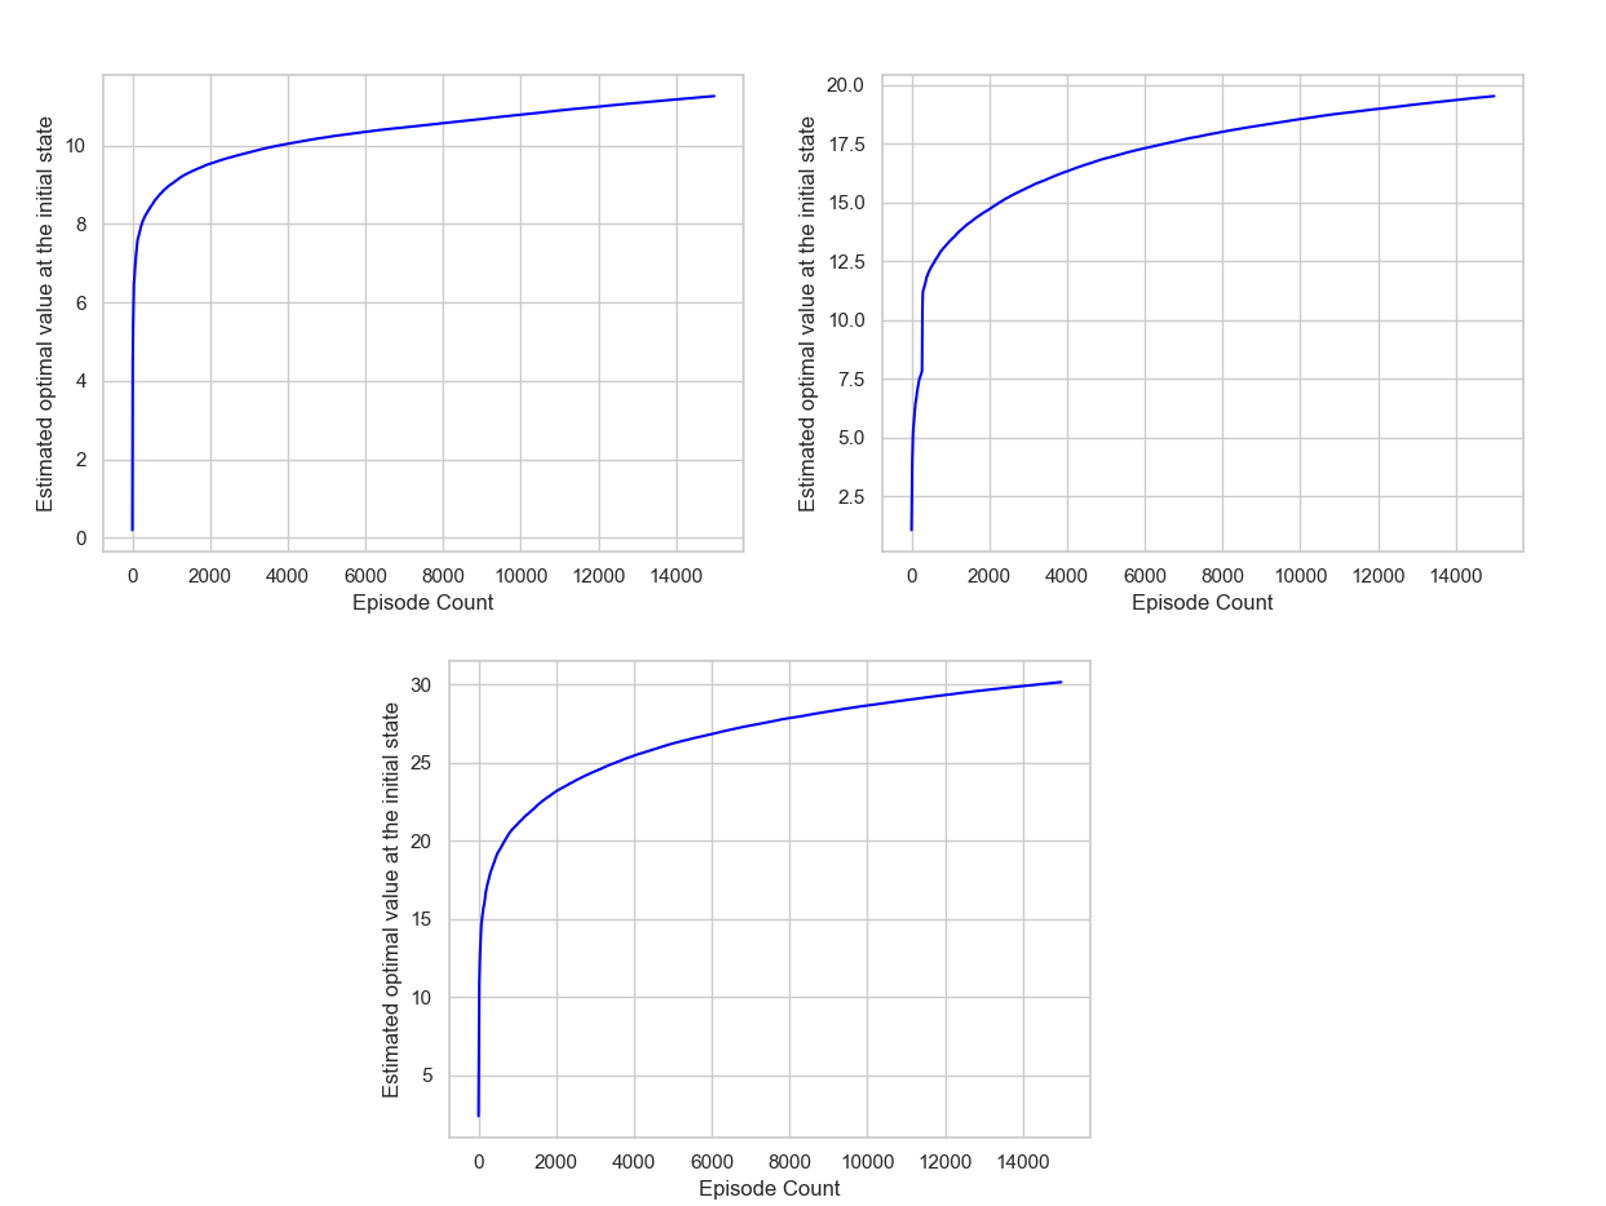 Estimated optimal value at the initial state
10
8
6
4
2
0
0 2000 4000 6000 8000 10000 12000 14000
Episode Count
Estimated optimal value at the initial state
20.0
17.5
15.0
12.5
10.0
7.5
5.0
2.5
0 2000 4000 6000 8000 10000 12000 14000
Episode Count
Estimated optimal value at the initial state
30
25
20
15
10
5
0 2000 4000 6000 8000 10000 12000 14000
Episode Count